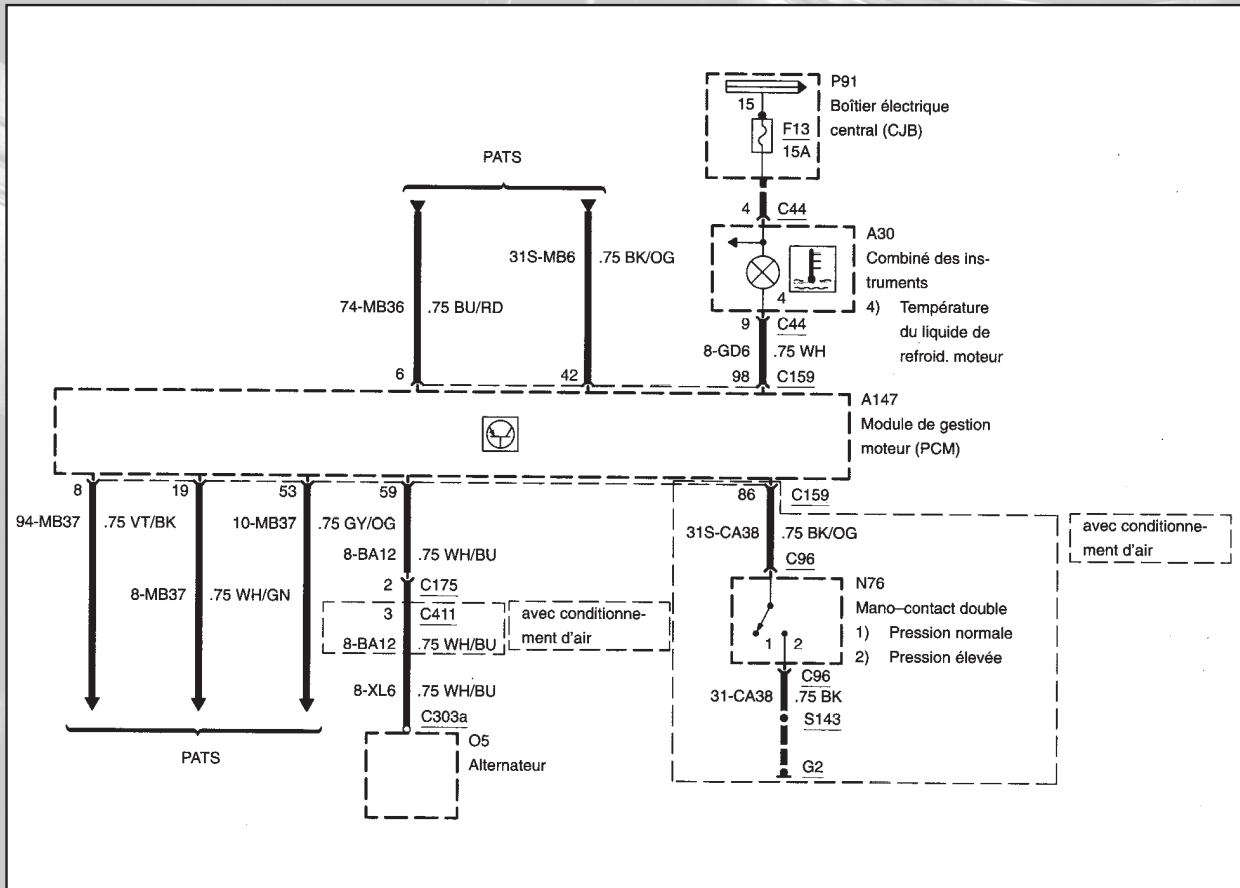 P91
15
Boîtier électrique
central (CJB)
F13
15A
PATS
4 C44
A30
Combiné des ins-
truments
4
4) Température
du liquide de
refroid. moteur
31S-MB6 .75 BK/OG
74-MB36 .75 BU/RD
9 C44
8-GD6 .75 WH
6
42
98 C159
A147
Module de gestion
moteur (PCM)
8
19
53
59
86 C159
94-MB37 .75 VT/BK
10-MB37 .75 GY/OG
31S-CA38 .75 BK/OG
avec conditionne-
ment d'air
8-BA12 .75 WH/BU
C96
2 C175
N76
Mano–contact double
1) Pression normale
2) Pression élevée
1 2
8-MB37 .75 WH/GN
3 C411
avec conditionne-
ment d'air
8-BA12 .75 WH/BU
C96
31-CA38 .75 BK
8-XL6 .75 WH/BU
S143
C303a
O5
Alternateur
PATS
G2